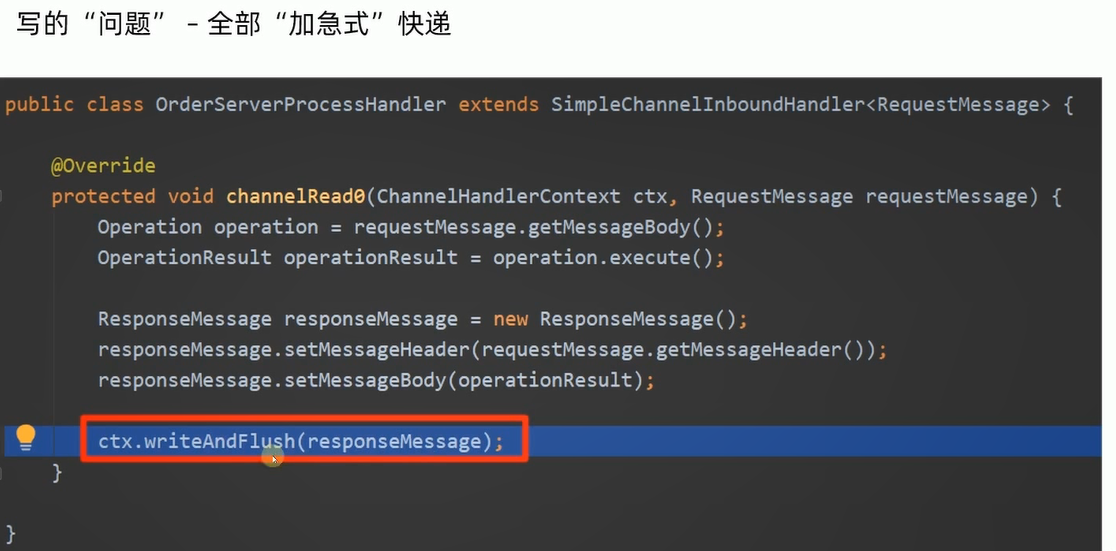 写的“问题” - 全部“加急式”快递
public class OrderServerProcessHandler extends SimpleChannelInboundHandler<RequestMessage> {
@Override
protected void channelRead0(ChannelHandlerContext ctx, RequestMessage requestMessage) {
Operation operation = requestMessage.getMessageBody();
OperationResult operationResult = operation.execute();
ResponseMessage responseMessage = new ResponseMessage();
responseMessage.setMessageHeader(requestMessage.getMessageHeader());
responseMessage.setMessageBody(operationResult);
ctx.writeAndFlush(responseMessage);
}
}